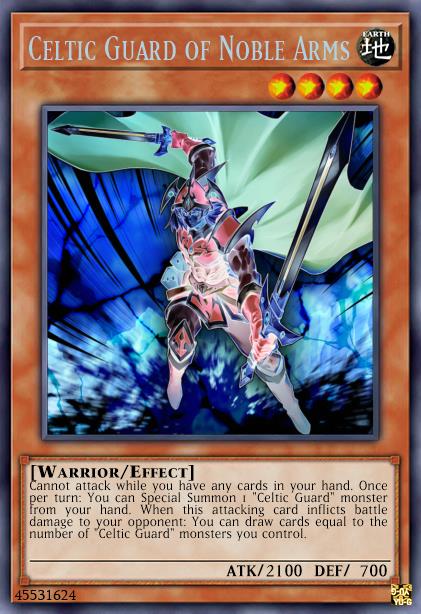 CELTIC GUARD OF NOBLE ARMS
EARTH
地
[WARRIOR/EFFECT]
Cannot attack while you have any cards in your hand. Once
per turn: You can Special Summon 1 "Celtic Guard" monster
from your hand. When this attacking card inflicts battle
damage to your opponent: You can draw cards equal to the
number of "Celtic Guard" monsters you control.
ATK/2100 DEF/ 700
45531624